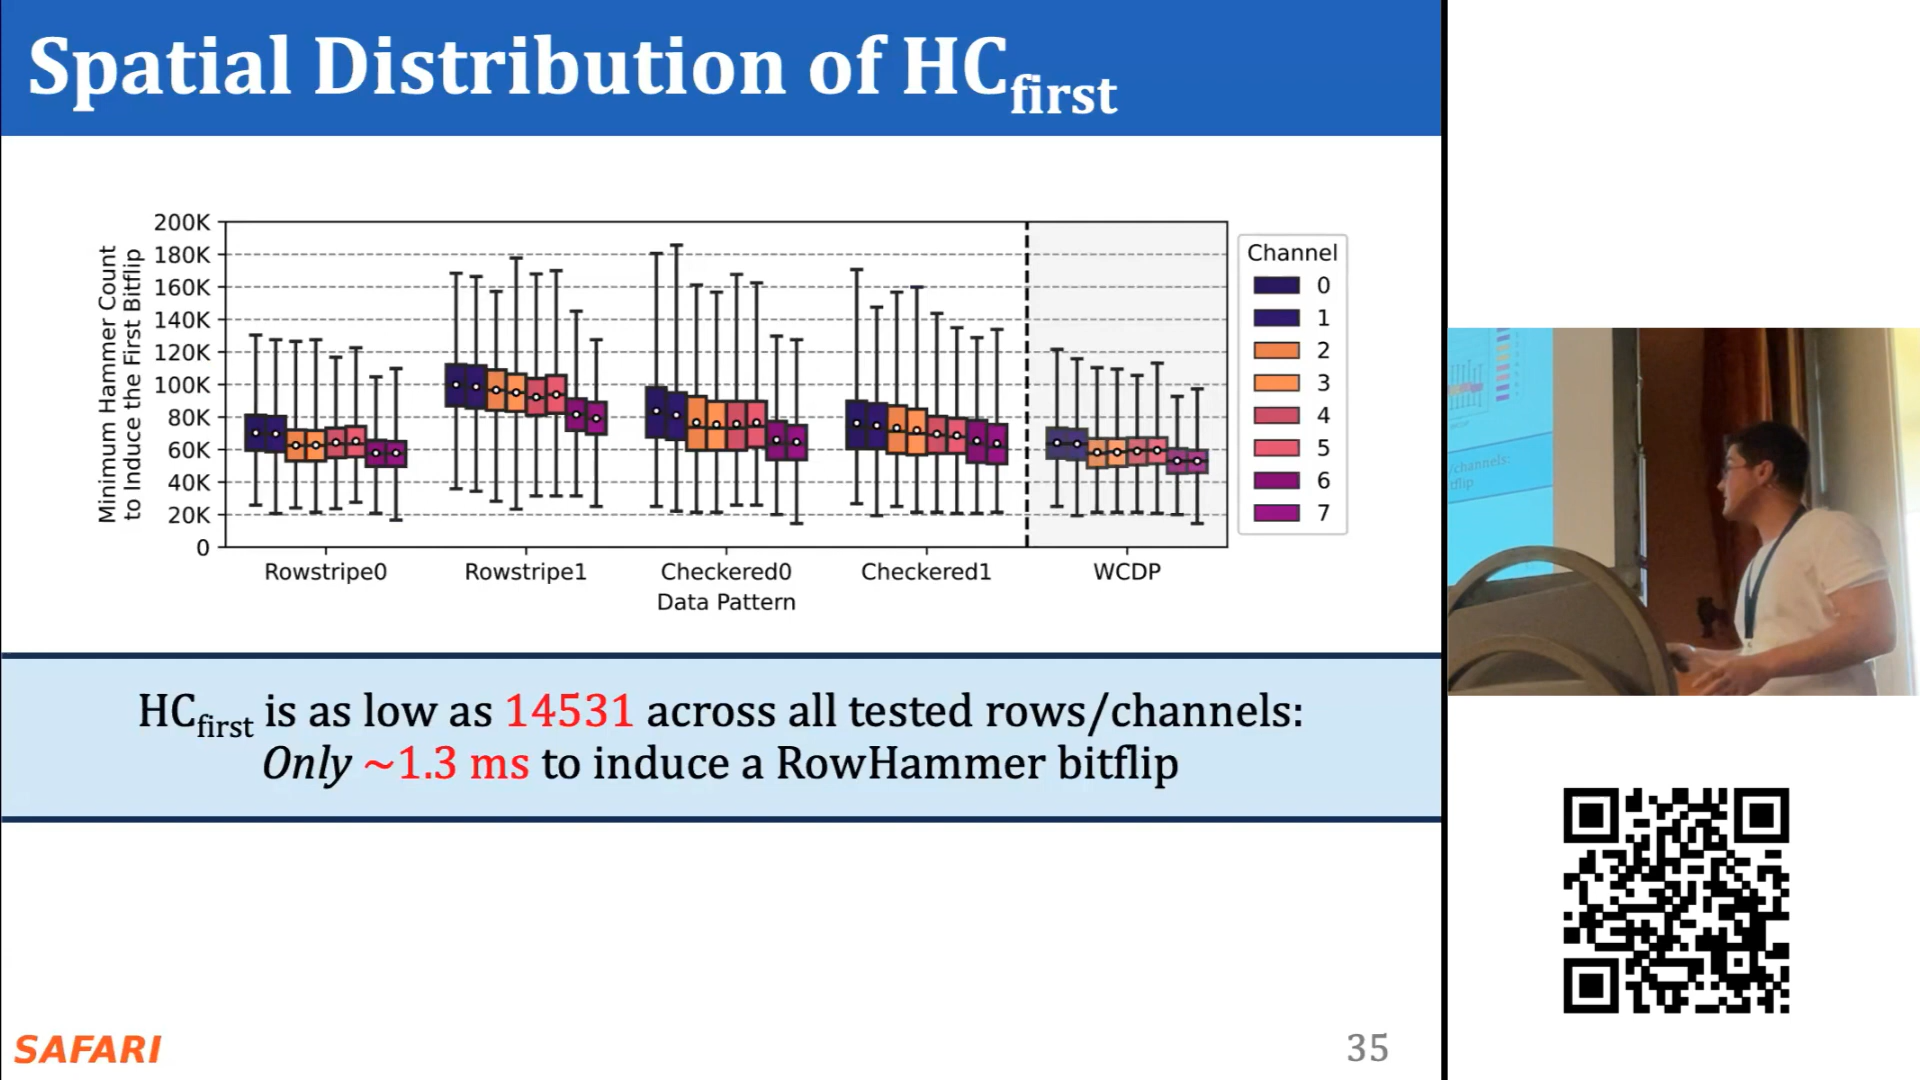 Spatial Distribution of HCfirst
Minimum Hammer Count
to Induce the First Bitflip
200K
180K
160K
140K
120K
100K
80K
60K
40K
20K
0
Rowstripe0
Rowstripe1
Checkered0
Checkered1
WCDP
Data Pattern
Channel
0
1
2
3
4
5
6
7
HCfirst is as low as 14531 across all tested rows/channels:
Only ~1.3 ms to induce a RowHammer bitflip
SAFARI
35
/channels: